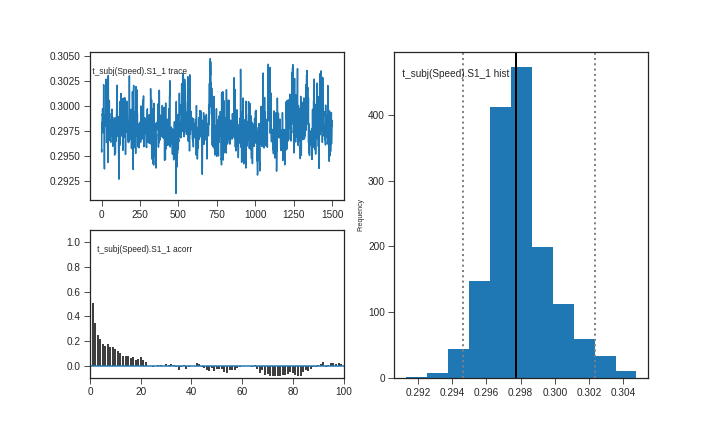 t_subj(Speed).S1_1 trace
0.3050
0.3025
0.3000
0.2975
0.2950
0.2925
0 250 500 750 1000 1250 1500
t_subj(Speed).S1_1 acorr
1.0
0.8
0.6
0.4
0.2
0.0
0 20 40 60 80 100
t_subj(Speed).S1_1 hist
Frequency
400
300
200
100
0
0.292 0.294 0.296 0.298 0.300 0.302 0.304